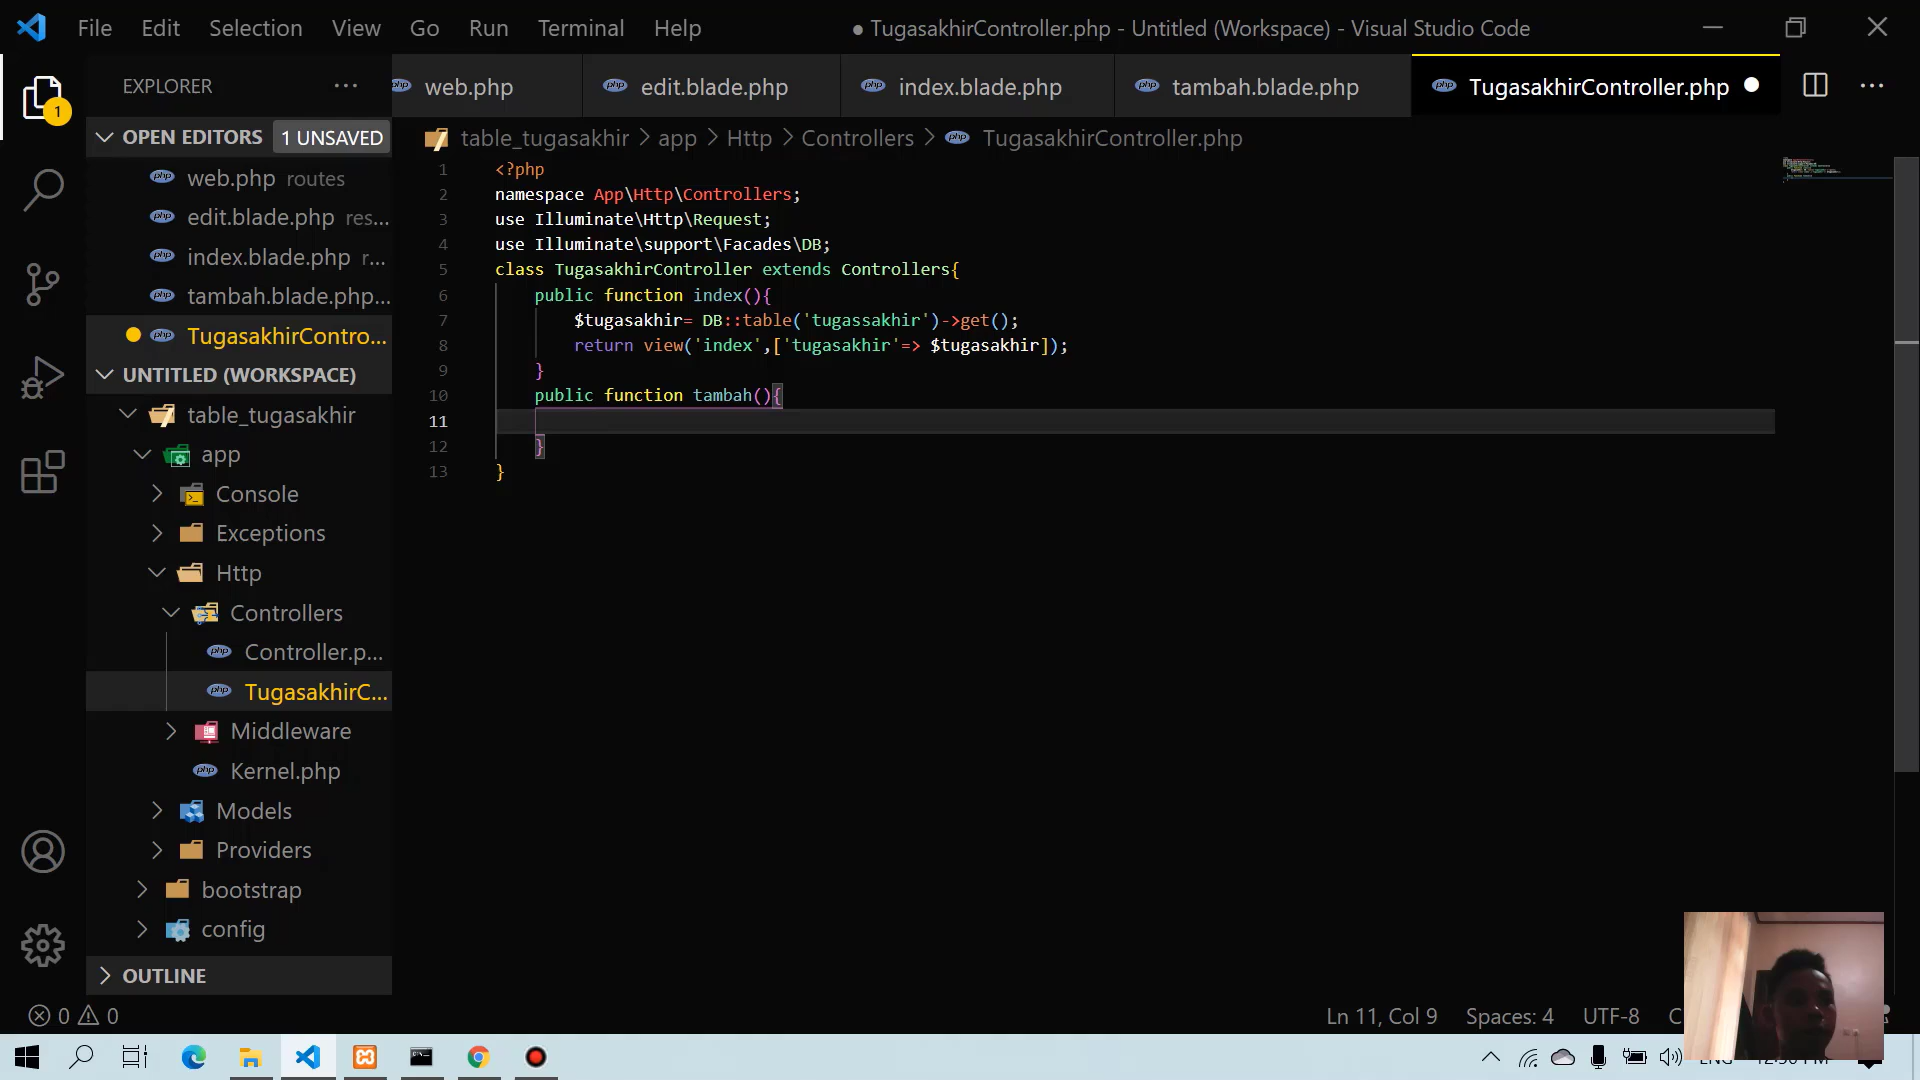 File Edit Selection View Go Run Terminal Help ● TugasakhirController.php - Untitled (Workspace) - Visual Studio Code
EXPLORER
web.php edit.blade.php index.blade.php tambah.blade.php TugasakhirController.php
1
OPEN EDITORS 1 UNSAVED
web.php routes
edit.blade.php res...
index.blade.php r...
tambah.blade.php...
TugasakhirContro...
UNTITLED (WORKSPACE)
table_tugasakhir
app
Console
Exceptions
Http
Controllers
Controller.p...
TugasakhirC...
Middleware
Kernel.php
Models
Providers
bootstrap
config
OUTLINE
table_tugasakhir > app > Http > Controllers > TugasakhirController.php
1 <?php
2 namespace App\Http\Controllers;
3 use Illuminate\Http\Request;
4 use Illuminate\support\Facades\DB;
5 class TugasakhirController extends Controllers{
6 public function index(){
7 $tugasakhir= DB::table('tugassakhir')->get();
8 return view('index',['tugasakhir'=> $tugasakhir]);
9 }
10 public function tambah(){
11
12 }
13 }
0 0 Ln 11, Col 9 Spaces: 4 UTF-8 C